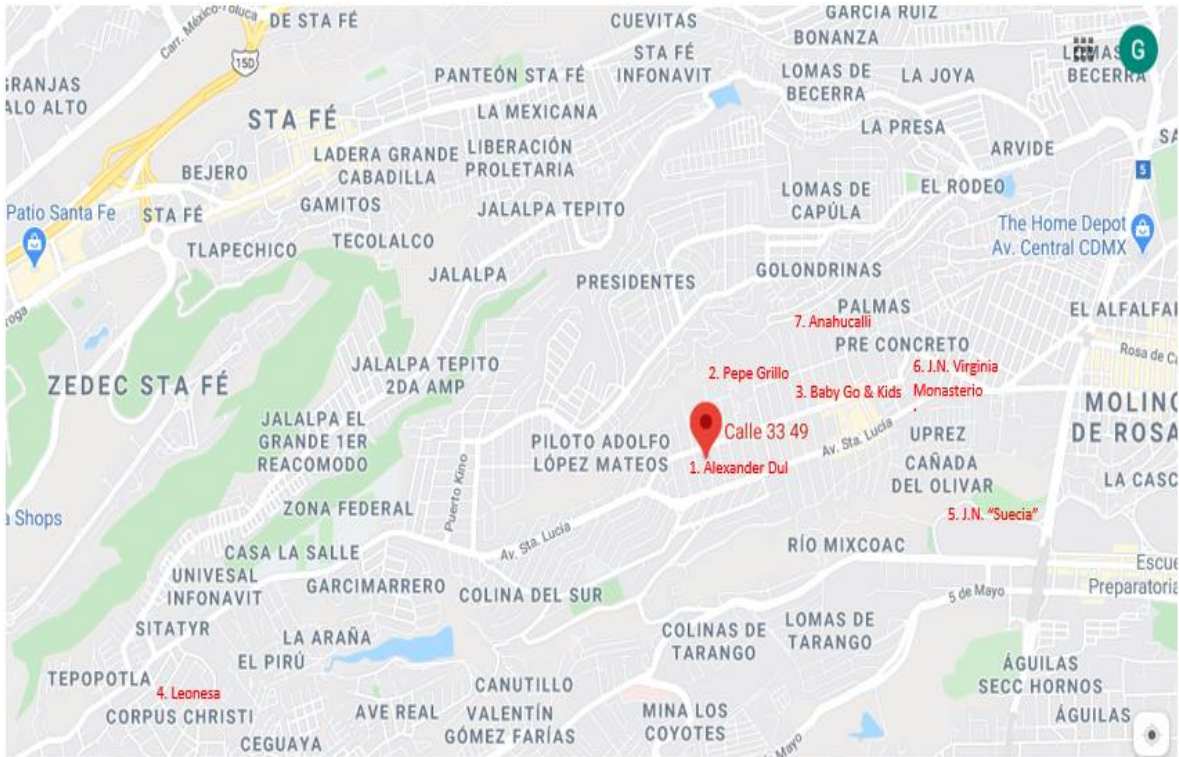 DE STA FÉ
CUEVITAS
GARCIA RUIZ
BONANZA
Carr. México-Toluca
150
STA FÉ
INFONAVIT
LOMAS
BECERRA
G
GRANJAS
ALO ALTO
PANTEÓN STA FÉ
LOMAS DE
BECERRA
LA JOYA
STA FÉ
LA MEXICANA
LA PRESA
ARVIDE
SA
LADERA GRANDE
CABADILLA
LIBERACIÓN
PROLETARIA
BEJERO
5
GAMITOS
JALALPA TEPITO
LOMAS DE
CAPÚLA
EL RODEO
Patio Santa Fe
STA FÉ
The Home Depot
Av. Central CDMX
TLAPECHICO
TECOLALCO
JALALPA
PRESIDENTES
GOLONDRINAS
PALMAS
EL ALFALFAI
roga
7. Anahucalli
PRE CONCRETO
Rosa de Ca
ZEDEC STA FÉ
JALALPA TEPITO
2DA AMP
2. Pepe Grillo
6. J.N. Virginia
Monasterio
3. Baby Go & Kids
MOLINO
DE ROSA
JALALPA EL
GRANDE 1ER
REACOMODO
PILOTO ADOLFO
LÓPEZ MATEOS
Calle 33 49
Av. Sta. Lucia
UPREZ
1. Alexander Dul
CAÑADA
DEL OLIVAR
LA CASC
Puerto Kino
ZONA FEDERAL
5. J.N. “Suecia”
a Shops
Av. Sta. Lucia
CASA LA SALLE
RÍO MIXCOAC
UNIVESAL
INFONAVIT
GARCIMARRERO
COLINA DEL SUR
5 de Mayo
Escue
Preparatoria
SITATYR
LA ARAÑA
COLINAS DE
TARANGO
LOMAS DE
TARANGO
EL PIRÚ
TEPOPOTLA
4. Leonesa
CANUTILLO
ÁGUILAS
SECC HORNOS
CORPUS CHRISTI
AVE REAL
VALENTÍN
GÓMEZ FARÍAS
MINA LOS
COYOTES
ÁGUILAS
CEGUAYA
de Mayo